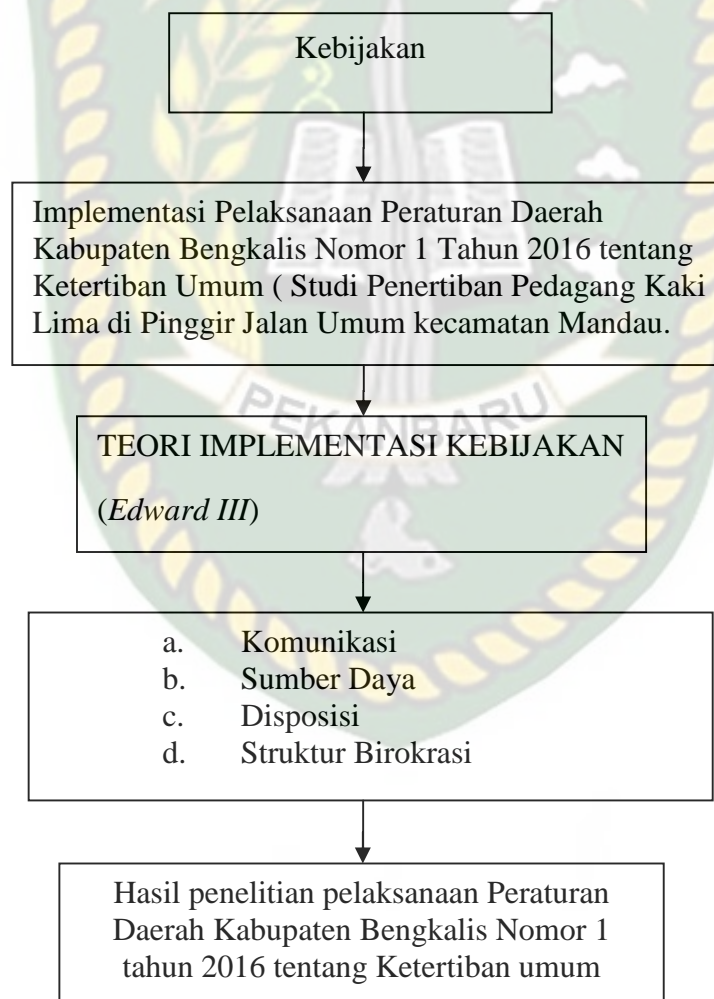 Kebijakan
Implementasi Pelaksanaan Peraturan Daerah
Kabupaten Bengkalis Nomor 1 Tahun 2016 tentang
Ketertiban Umum ( Studi Penertiban Pedagang Kaki
Lima di Pinggir Jalan Umum kecamatan Mandau.
PEKANBARU
TEORI IMPLEMENTASI KEBIJAKAN
(Edward III)
a. Komunikasi
b. Sumber Daya
c. Disposisi
d. Struktur Birokrasi
Hasil penelitian pelaksanaan Peraturan
Daerah Kabupaten Bengkalis Nomor 1
tahun 2016 tentang Ketertiban umum